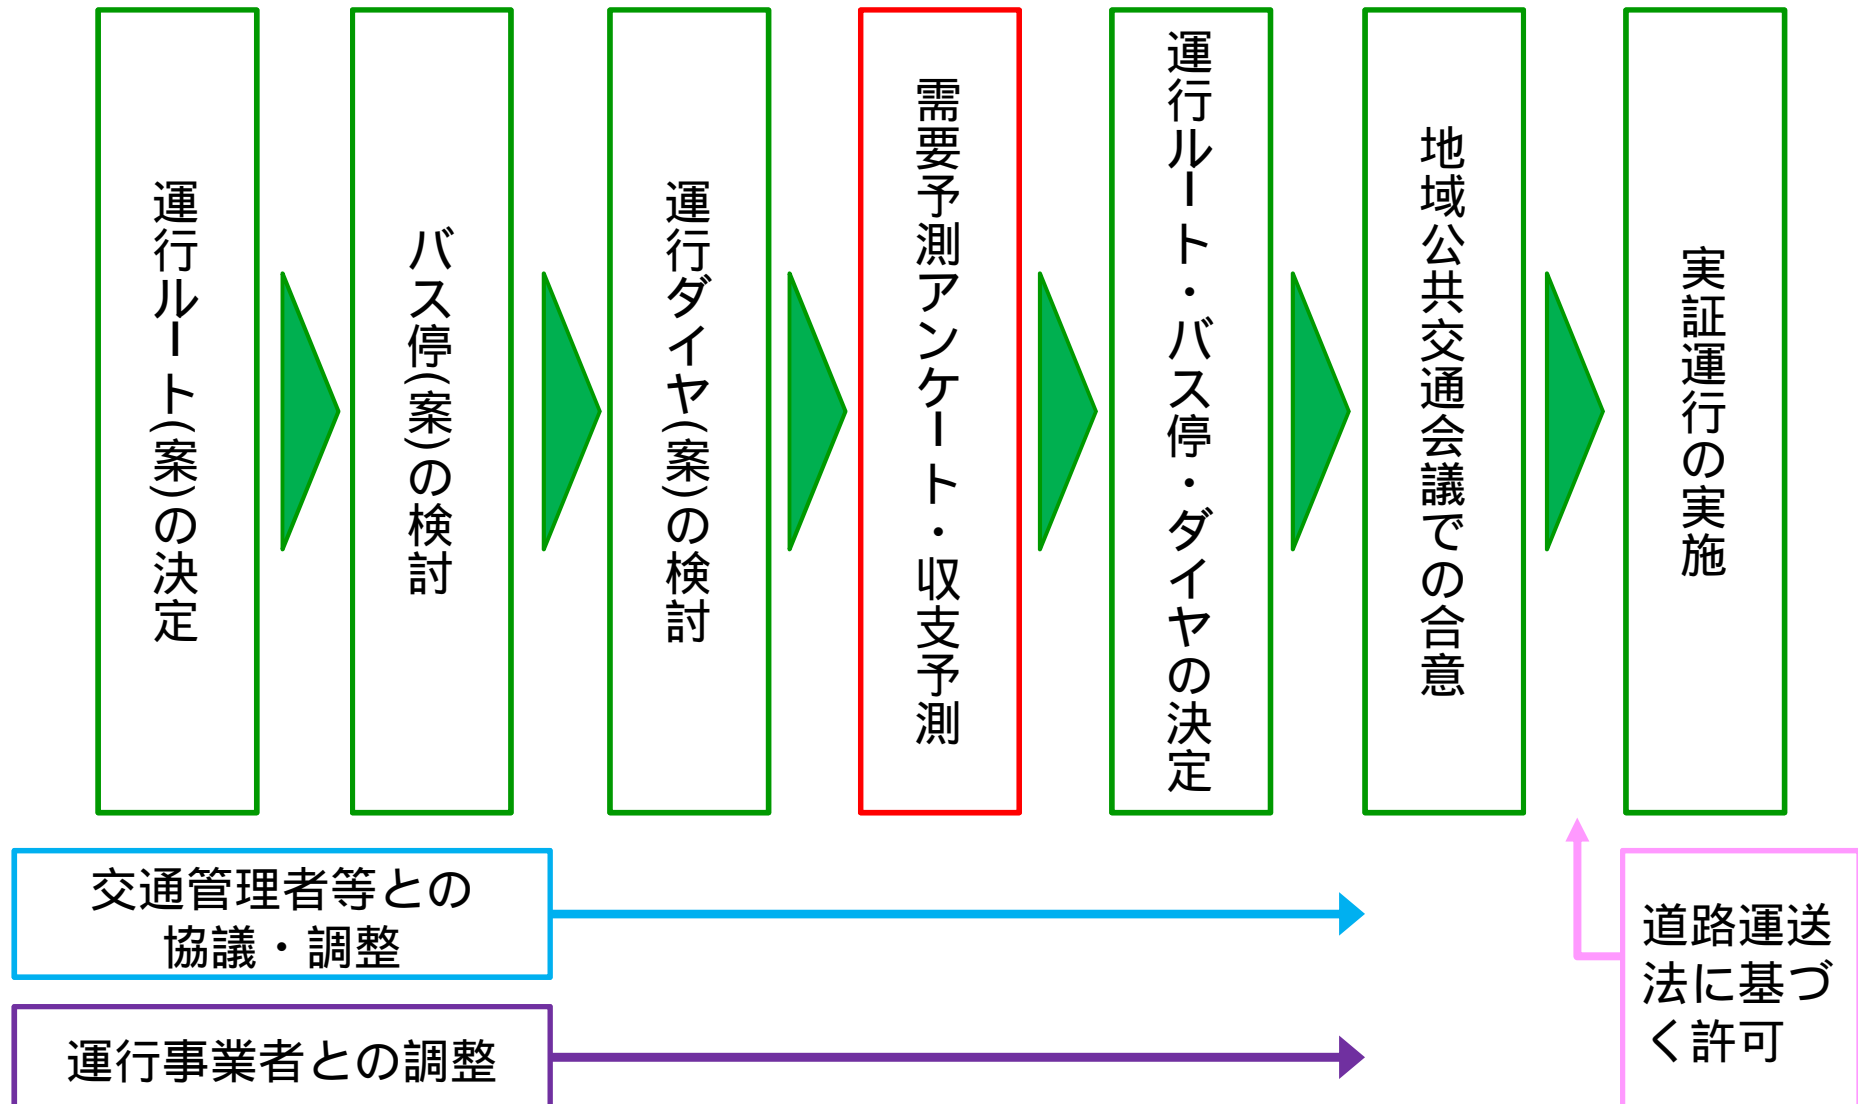 運行ルート(案)の決定
バス停(案)の検討
運行ダイヤ(案)の検討
需要予測アンケート・収支予測
運行ルート・バス停・ダイヤの決定
地域公共交通会議での合意
実証運行の実施
交通管理者等との
協議・調整
運行事業者との調整
道路運送
法に基づ
く許可